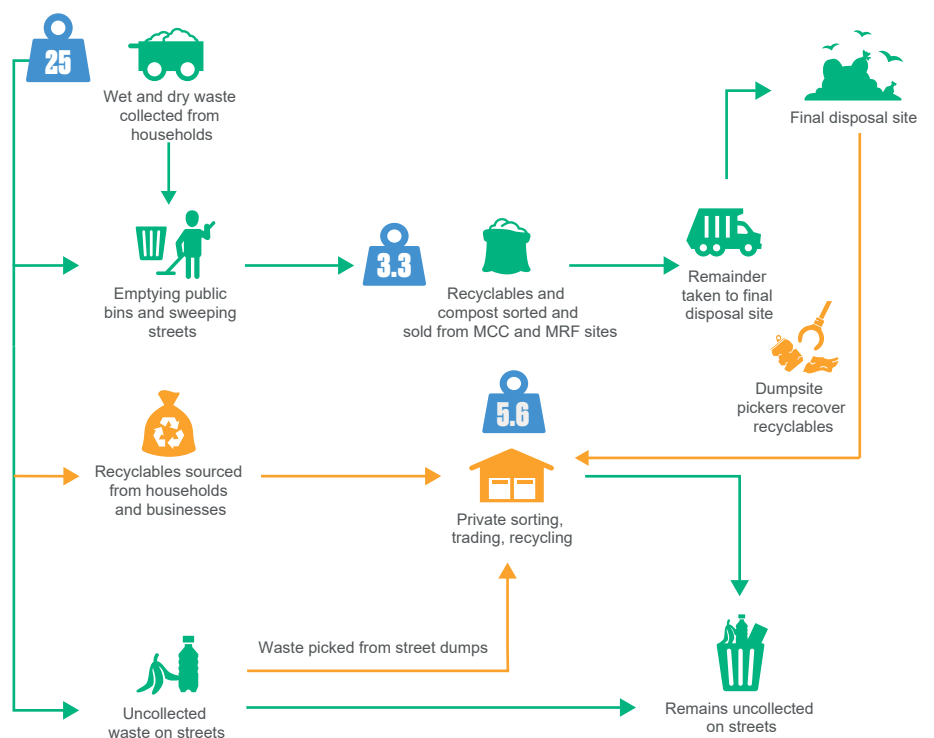 25
Wet and dry waste
collected from
households
Final disposal site
Emptying public
bins and sweeping
streets
3.3
Recyclables and
compost sorted and
sold from MCC and MRF sites
Remainder
taken to final
disposal site
Dumpsite
pickers recover
recyclables
Recyclables sourced
from households
and businesses
5.6
Private sorting,
trading, recycling
Waste picked from street dumps
Uncollected
waste on streets
Remains uncollected
on streets